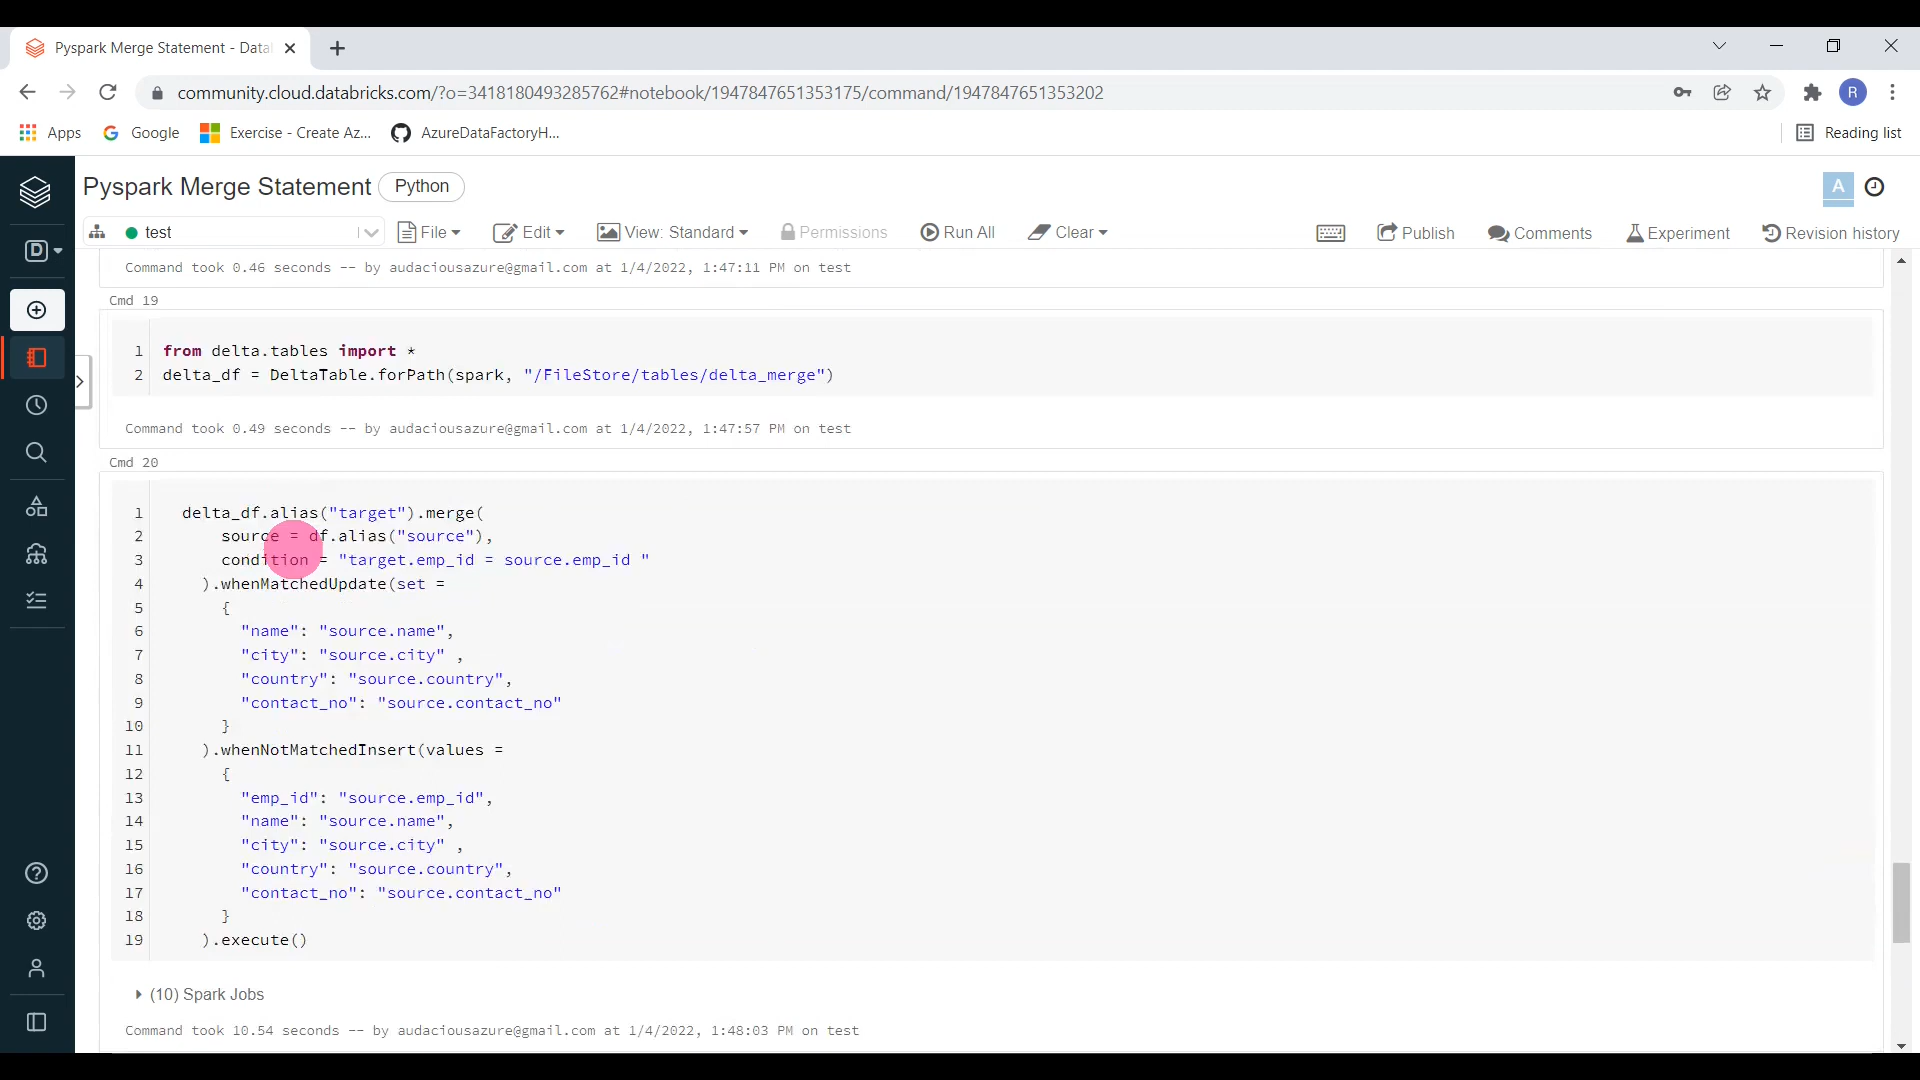 Pyspark Merge Statement - Data
community.cloud.databricks.com/?o=3418180493285762#notebook/1947847651353175/command/1947847651353202
R
Apps
Google
Exercise - Create Az...
AzureDataFactoryH...
Reading list
Pyspark Merge Statement
Python
A
D
test
File
Edit
View: Standard
Permissions
Run All
Clear
Publish
Comments
Experiment
Revision history
Command took 0.46 seconds -- by audaciousazure@gmail.com at 1/4/2022, 1:47:11 PM on test
Cmd 19
1 from delta.tables import *
2 delta_df = DeltaTable.forPath(spark, "/FileStore/tables/delta_merge")
Command took 0.49 seconds -- by audaciousazure@gmail.com at 1/4/2022, 1:47:57 PM on test
Cmd 20
1 delta_df.alias("target").merge(
2 source = df.alias("source"),
3 condition = "target.emp_id = source.emp_id "
4 ).whenMatchedUpdate(set =
5 {
6 "name": "source.name",
7 "city": "source.city" ,
8 "country": "source.country",
9 "contact_no": "source.contact_no"
10 }
11 ).whenNotMatchedInsert(values =
12 {
13 "emp_id": "source.emp_id",
14 "name": "source.name",
15 "city": "source.city" ,
16 "country": "source.country",
17 "contact_no": "source.contact_no"
18 }
19 ).execute()
(10) Spark Jobs
Command took 10.54 seconds -- by audaciousazure@gmail.com at 1/4/2022, 1:48:03 PM on test